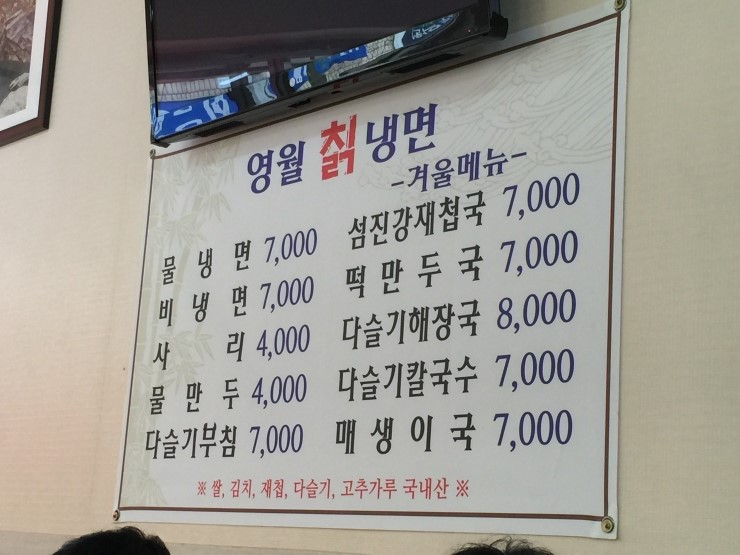 영월 칡냉면
물냉면 7,000
비냉면 7,000
사리 4,000
물만두 4,000
다슬기부침 7,000
-겨울메뉴-
섬진강재첩국 7,000
떡만두국 7,000
다슬기해장국 8,000
다슬기칼국수 7,000
매생이국 7,000
※ 쌀, 김치, 재첩, 다슬기, 고추가루 국내산 ※